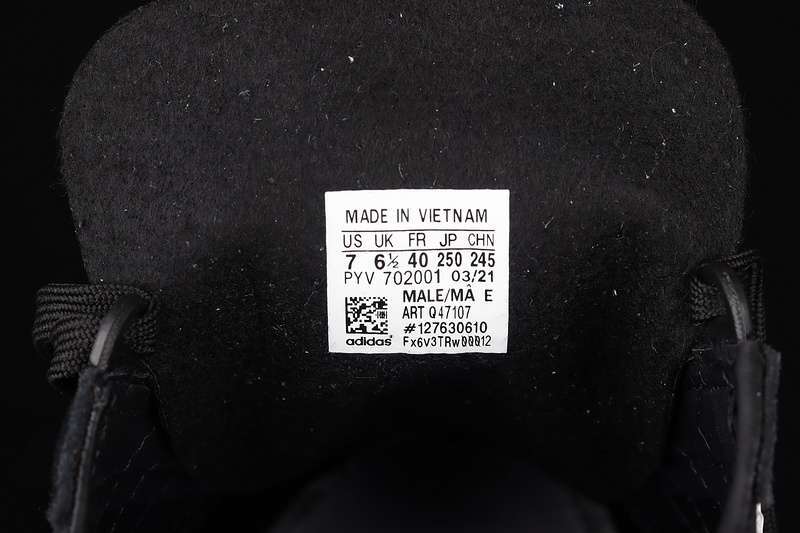 MADE IN VIETNAM
US UK FR JP CHN
7 6½ 40 250 245
PYV 702001 03/21
MALE/MÂ E
ART Q47107
#127630610
adidas Fx6V3TRw00012